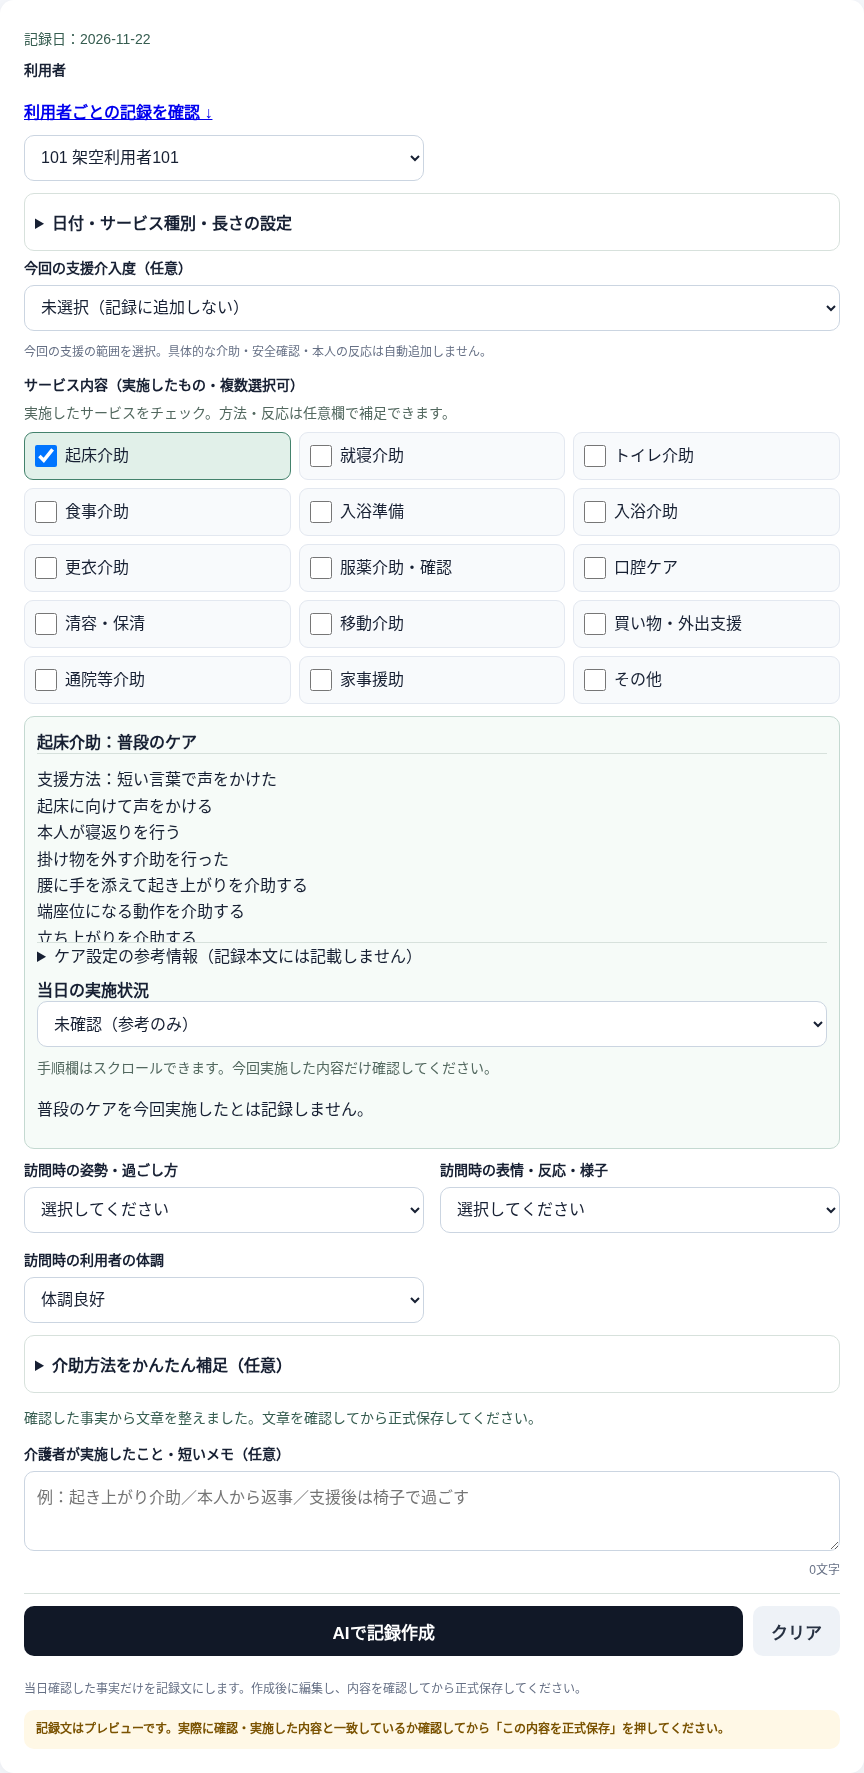 記録日：2026-11-22
利用者
利用者ごとの記録を確認 ↓
101 架空利用者101
日付・サービス種別・長さの設定
今回の支援介入度（任意）
未選択（記録に追加しない）
今回の支援の範囲を選択。具体的な介助・安全確認・本人の反応は自動追加しません。
サービス内容（実施したもの・複数選択可）
実施したサービスをチェック。方法・反応は任意欄で補足できます。
起床介助
就寝介助
トイレ介助
食事介助
入浴準備
入浴介助
更衣介助
服薬介助・確認
口腔ケア
清容・保清
移動介助
買い物・外出支援
通院等介助
家事援助
その他
起床介助：普段のケア
支援方法：短い言葉で声をかけた
起床に向けて声をかける
本人が寝返りを行う
掛け物を外す介助を行った
腰に手を添えて起き上がりを介助する
端座位になる動作を介助する
立ち上がりを介助する
ケア設定の参考情報（記録本文には記載しません）
当日の実施状況
未確認（参考のみ）
手順欄はスクロールできます。今回実施した内容だけ確認してください。
普段のケアを今回実施したとは記録しません。
訪問時の姿勢・過ごし方
訪問時の表情・反応・様子
選択してください
選択してください
訪問時の利用者の体調
体調良好
介助方法をかんたん補足（任意）
確認した事実から文章を整えました。文章を確認してから正式保存してください。
介護者が実施したこと・短いメモ（任意）
例：起き上がり介助／本人から返事／支援後は椅子で過ごす
0文字
AIで記録作成
クリア
当日確認した事実だけを記録文にします。作成後に編集し、内容を確認してから正式保存してください。
記録文はプレビューです。実際に確認・実施した内容と一致しているか確認してから「この内容を正式保存」を押してください。